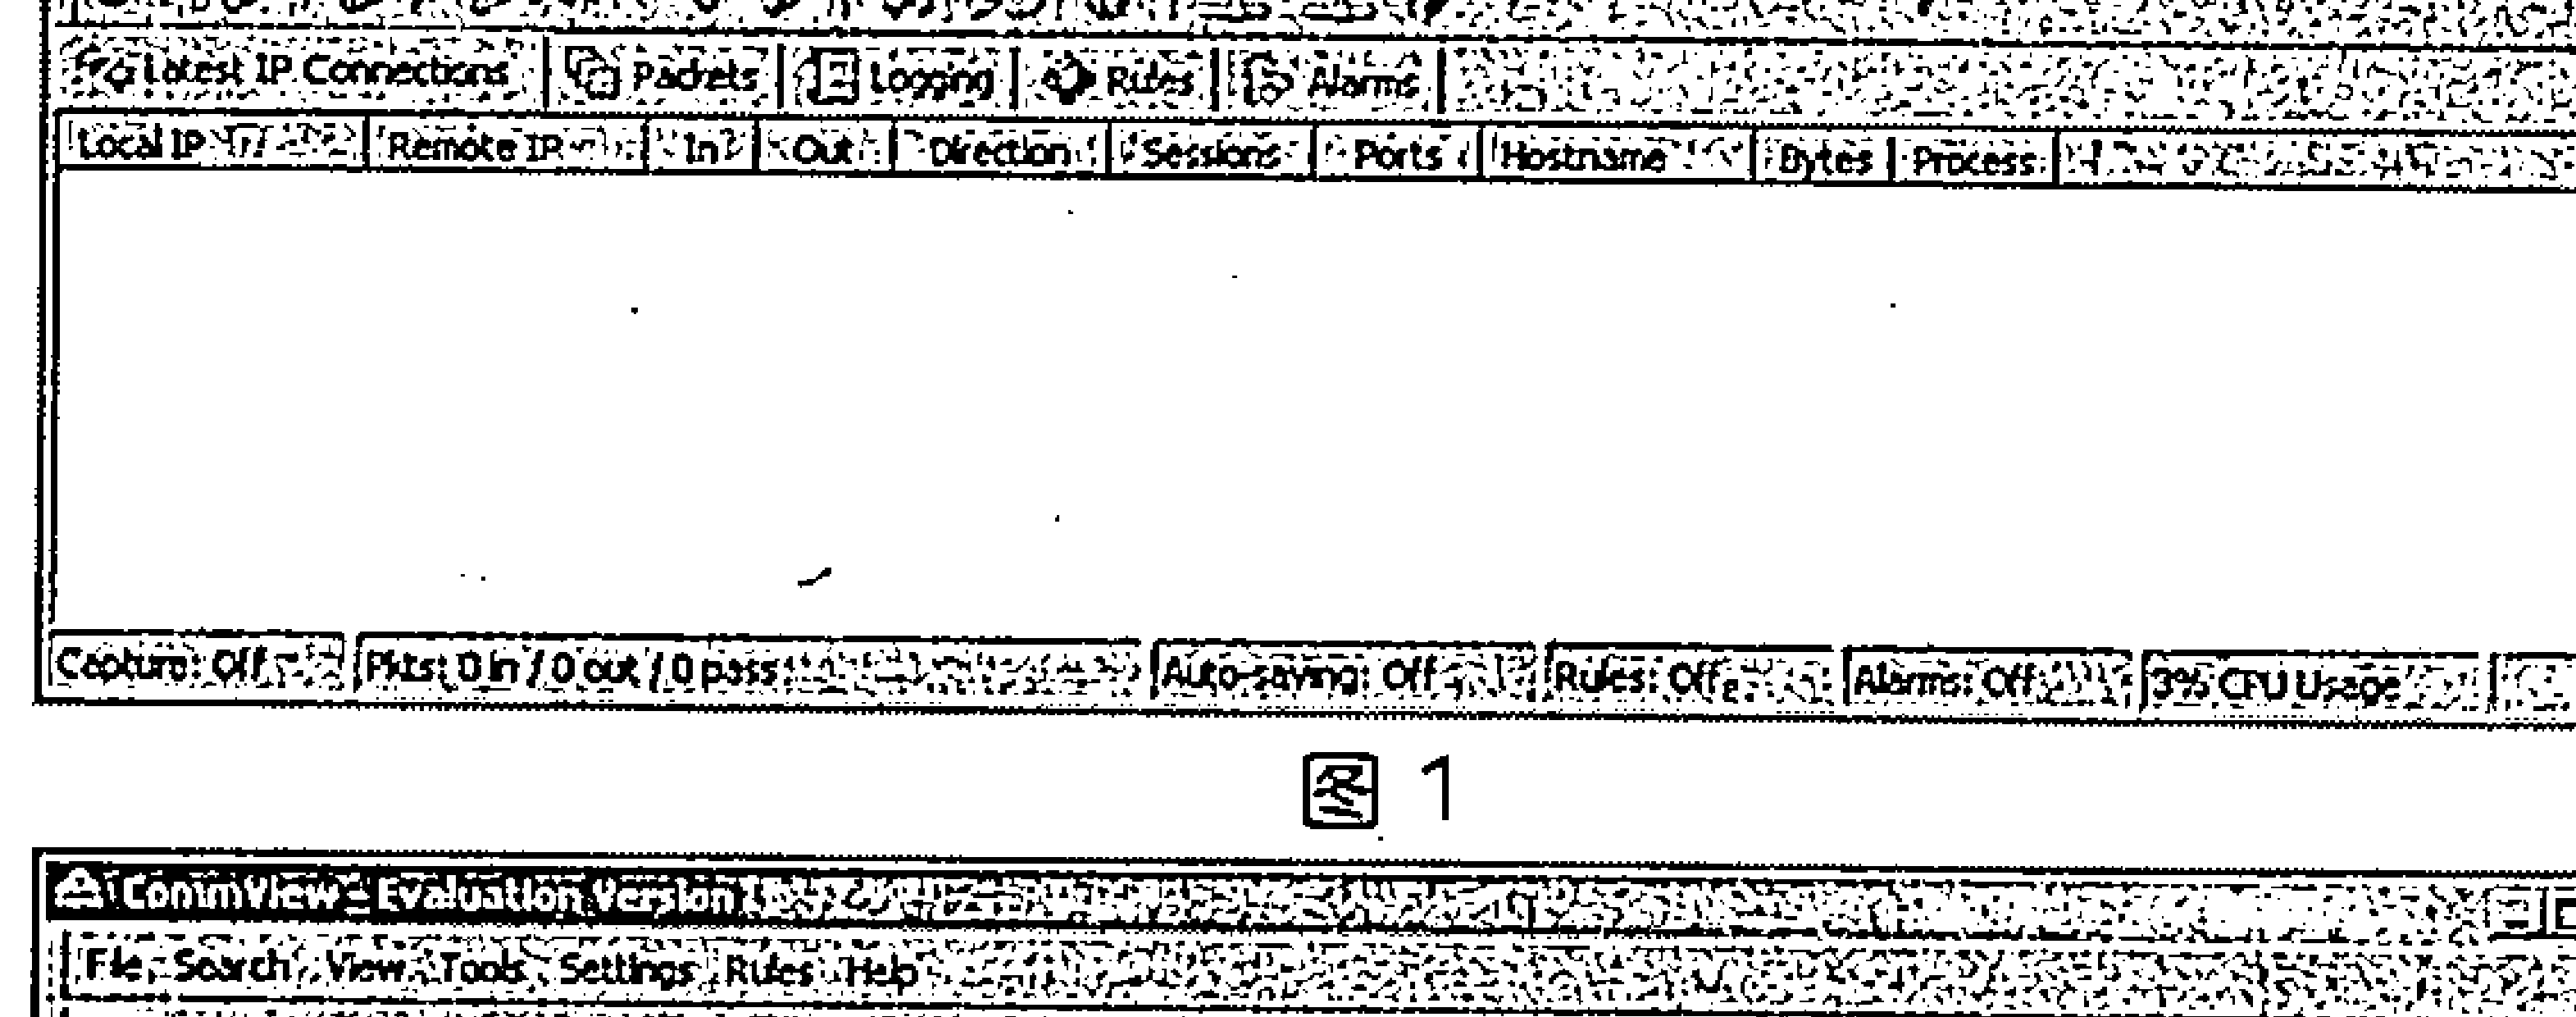 Latest IP Connections Packets Logging Rules Alarms
Local IP Remote IP In Out Direction Sessions Ports Hostname Bytes Process
Capture: Off Pkts: 0 in / 0 out / 0 pass Auto-saving: Off Rules: Off Alarms: Off 3% CPU Usage
图 1
CommView - Evaluation Version
File Search View Tools Settings Rules Help